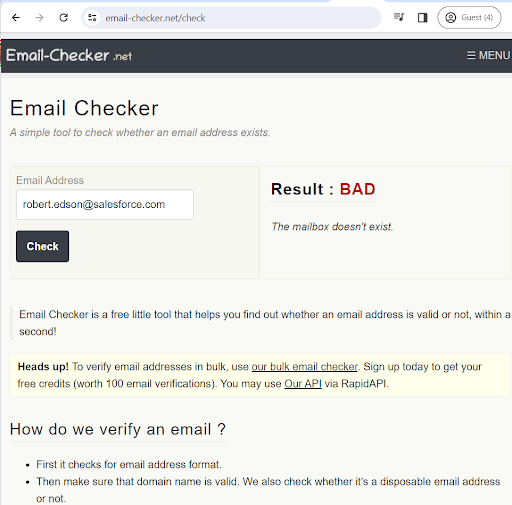 email-checker.net/check
Guest (4)
Email-Checker .net
☰ MENU
Email Checker
A simple tool to check whether an email address exists.
Email Address
robert.edson@salesforce.com
Check
Result : BAD
The mailbox doesn't exist.
Email Checker is a free little tool that helps you find out whether an email address is valid or not, within a
second!
Heads up! To verify email addresses in bulk, use our bulk email checker. Sign up today to get your
free credits (worth 100 email verifications). You may use Our API via RapidAPI.
How do we verify an email ?
• First it checks for email address format.
• Then make sure that domain name is valid. We also check whether it's a disposable email address
or not.